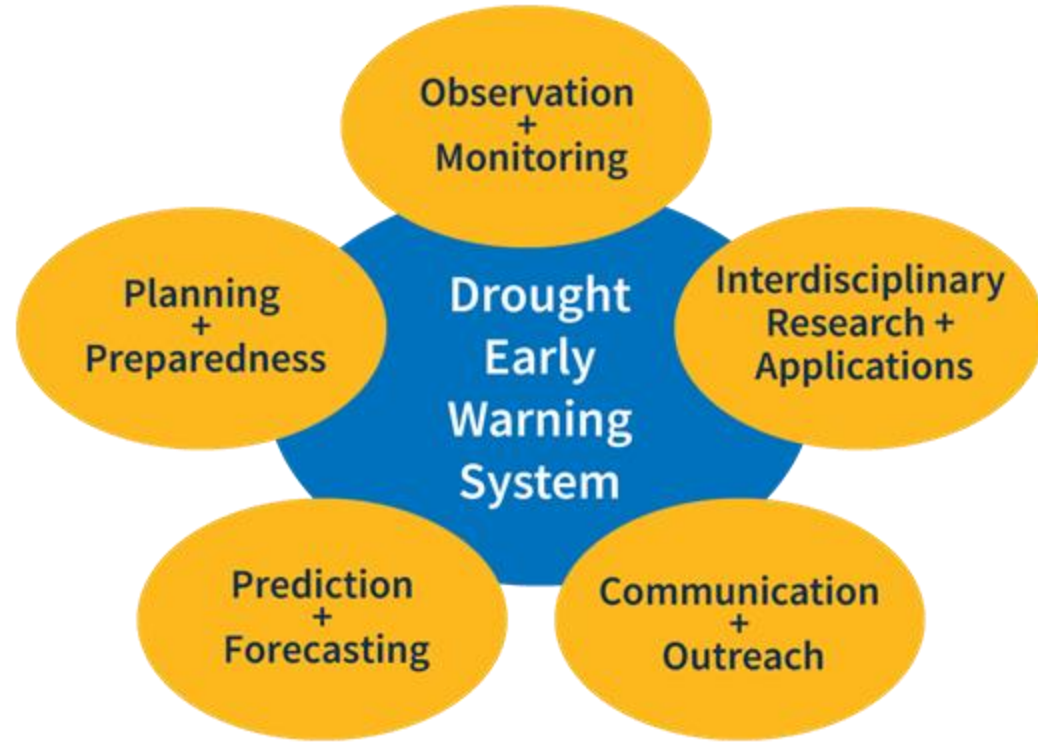 Observation
+
Monitoring
Planning
+
Preparedness
Drought
Early
Warning
System
Interdisciplinary
Research +
Applications
Prediction
+
Forecasting
Communication
+
Outreach